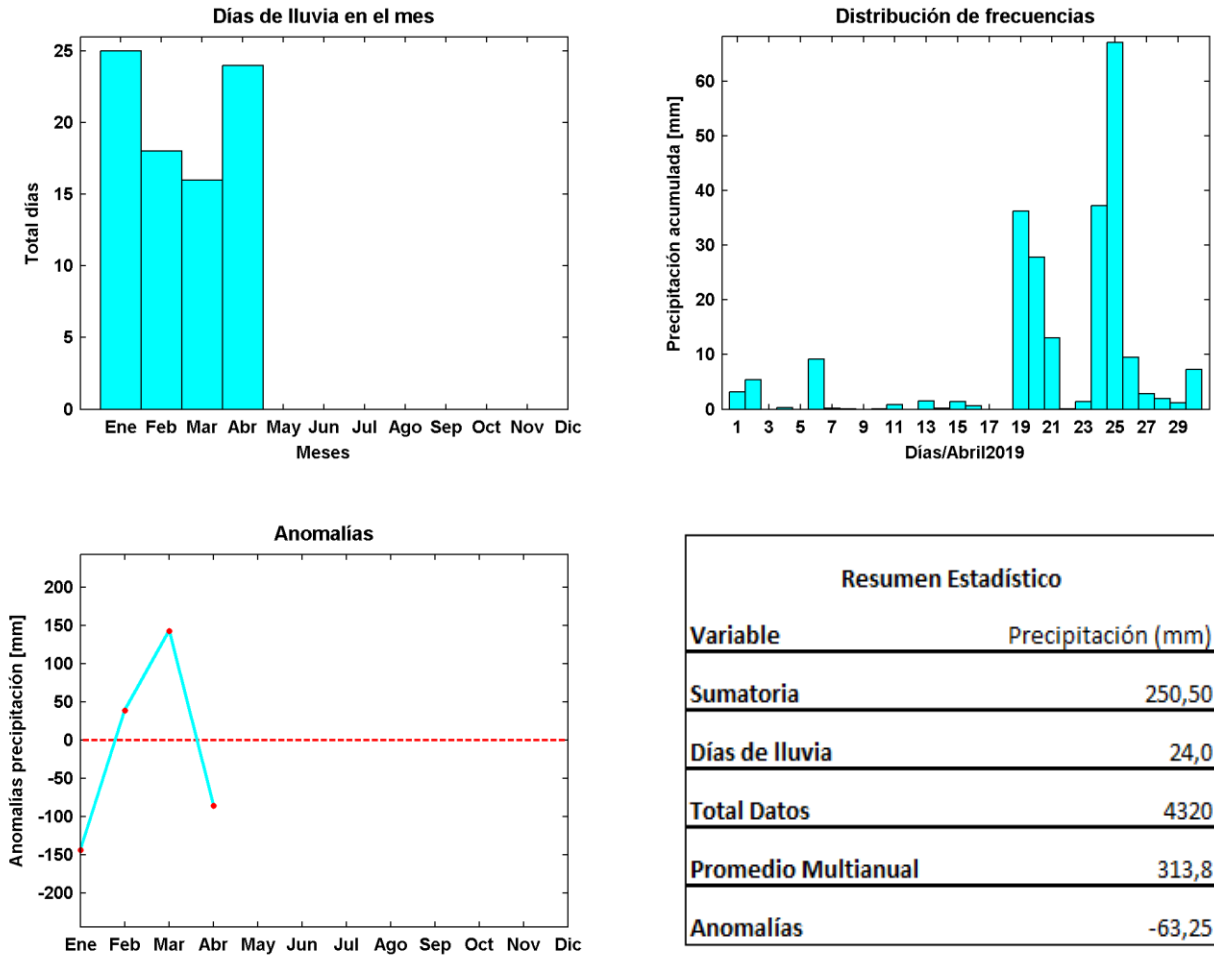 Días de lluvia en el mes
25
20
15
10
5
0
Total días
Ene Feb Mar Abr May Jun Jul Ago Sep Oct Nov Dic
Meses
Distribución de frecuencias
60
50
40
30
20
10
0
Precipitación acumulada [mm]
1 3 5 7 9 11 13 15 17 19 21 23 25 27 29
Días/Abril2019
Anomalías
200
150
100
50
0
-50
-100
-150
-200
Anomalías precipitación [mm]
Ene Feb Mar Abr May Jun Jul Ago Sep Oct Nov Dic
Resumen Estadístico
Variable Precipitación (mm)
Sumatoria 250,50
Días de lluvia 24,0
Total Datos 4320
Promedio Multianual 313,8
Anomalías -63,25